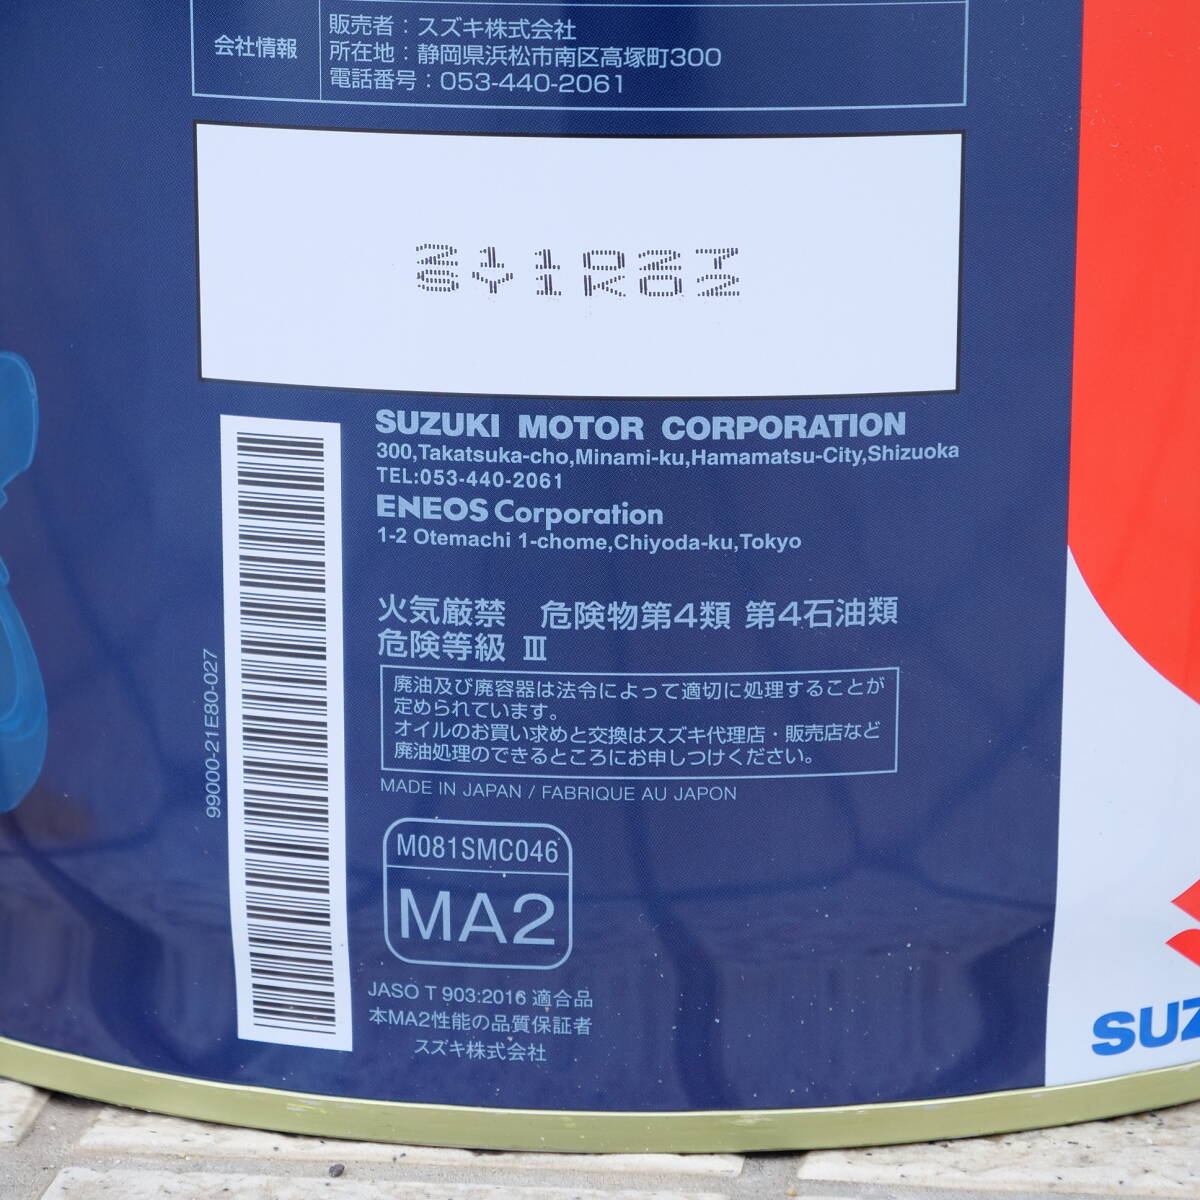 会社情報
販売者：スズキ株式会社
所在地：静岡県浜松市南区高塚町300
電話番号：053-440-2061
211027
SY1K02
SUZUKI MOTOR CORPORATION
300,Takatsuka-cho,Minami-ku,Hamamatsu-City,Shizuoka
TEL:053-440-2061
ENEOS Corporation
1-2 Otemachi 1-chome,Chiyoda-ku,Tokyo
火気厳禁　危険物第4類 第4石油類
危険等級 Ⅲ
廃油及び廃容器は法令によって適切に処理することが
定められています。
オイルのお買い求めと交換はスズキ代理店・販売店など
廃油処理のできるところにお申しつけください。
MADE IN JAPAN / FABRIQUE AU JAPON
99000-21E80-027
M081SMC046
MA2
JASO T 903:2016 適合品
本MA2性能の品質保証者
スズキ株式会社